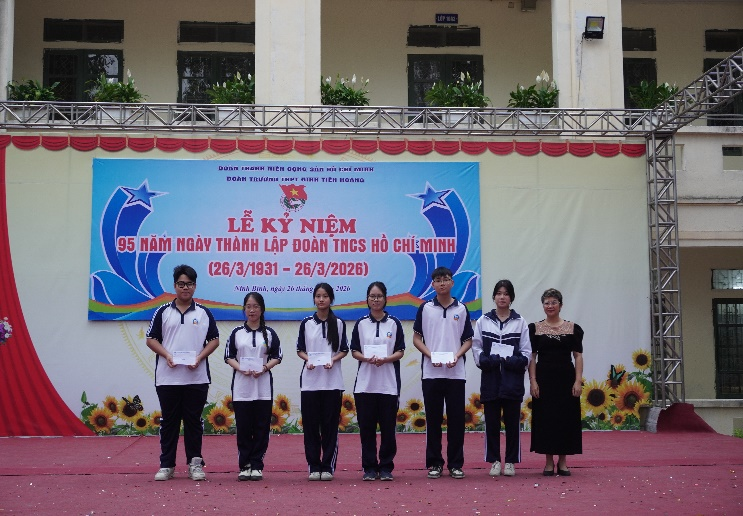 ĐOÀN THANH NIÊN CỘNG SẢN HỒ CHÍ MINH
ĐOÀN TRƯỜNG THPT ĐINH TIÊN HOÀNG
LỄ KỶ NIỆM
95 NĂM NGÀY THÀNH LẬP ĐOÀN TNCS HỒ CHÍ MINH
(26/3/1931 – 26/3/2026)
Ninh Bình, ngày 26 tháng 2026